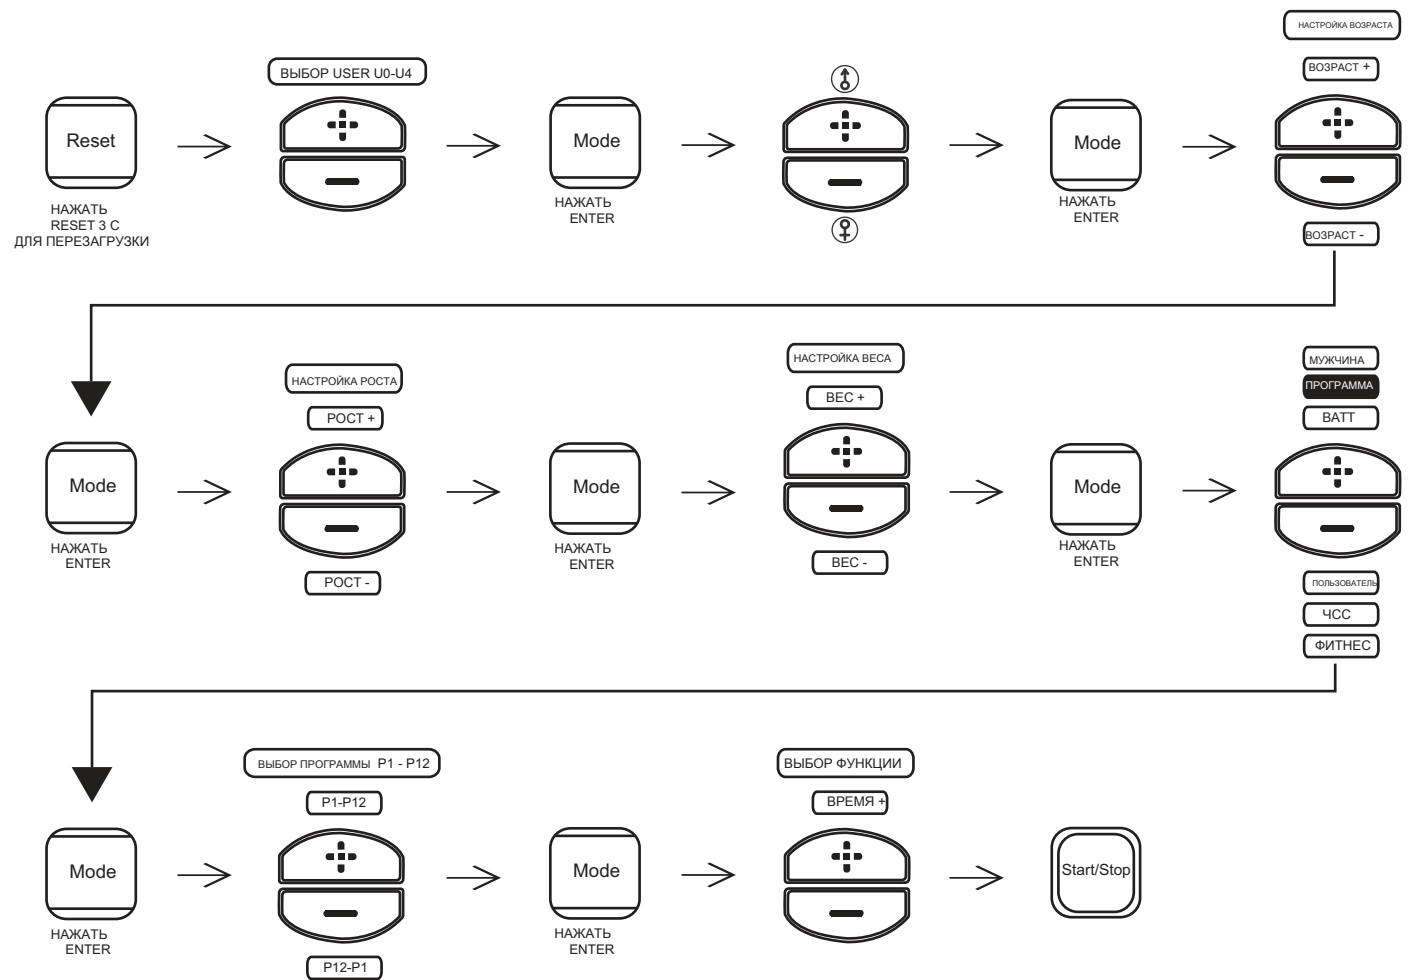 НАСТРОЙКА ВОЗРАСТА
ВЫБОР USER U0-U4
ВОЗРАСТ +
Reset
Mode
Mode
НАЖАТЬ
RESET 3 С
ДЛЯ ПЕРЕЗАГРУЗКИ
НАЖАТЬ
ENTER
НАЖАТЬ
ENTER
ВОЗРАСТ -
НАСТРОЙКА РОСТА
РОСТ +
НАСТРОЙКА ВЕСА
ВЕС +
МУЖЧИНА
ПРОГРАММА
ВАТТ
Mode
Mode
Mode
НАЖАТЬ
ENTER
РОСТ -
НАЖАТЬ
ENTER
ВЕС -
НАЖАТЬ
ENTER
ПОЛЬЗОВАТЕЛЬ
ЧСС
ФИТНЕС
ВЫБОР ПРОГРАММЫ P1 - P12
P1-P12
ВЫБОР ФУНКЦИИ
ВРЕМЯ +
Mode
Mode
Start/Stop
НАЖАТЬ
ENTER
P12-P1
НАЖАТЬ
ENTER